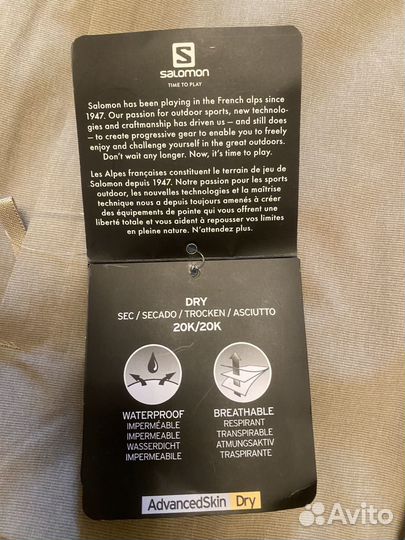 S
salomon
TIME TO PLAY
Salomon has been playing in the French alps since
1947. Our passion for outdoor sports, new technolo-
gies and craftmanship has driven us – and still does
– to create progressive gear to enable you to freely
enjoy and challenge yourself in the great outdoors.
Don't wait any longer. Now, it's time to play.
Les Alpes françaises constituent le terrain de jeu de
Salomon depuis 1947. Notre passion pour les sports
outdoor, les nouvelles technologies et la maîtrise
technique nous a depuis toujours amenés à créer
des équipements de pointe qui vous offrent une
liberté totale et vous aident à repousser vos limites
en pleine nature. N'attendez plus.
DRY
SEC / SECADO / TROCKEN / ASCIUTTO
20K/20K
WATERPROOF
IMPERMÉABLE
IMPERMEABLE
WASSERDICHT
IMPERMEABILE
BREATHABLE
RESPIRANT
TRANSPIRABLE
ATMUNGSAKTIV
TRASPIRANTE
AdvancedSkin Dry
Avito